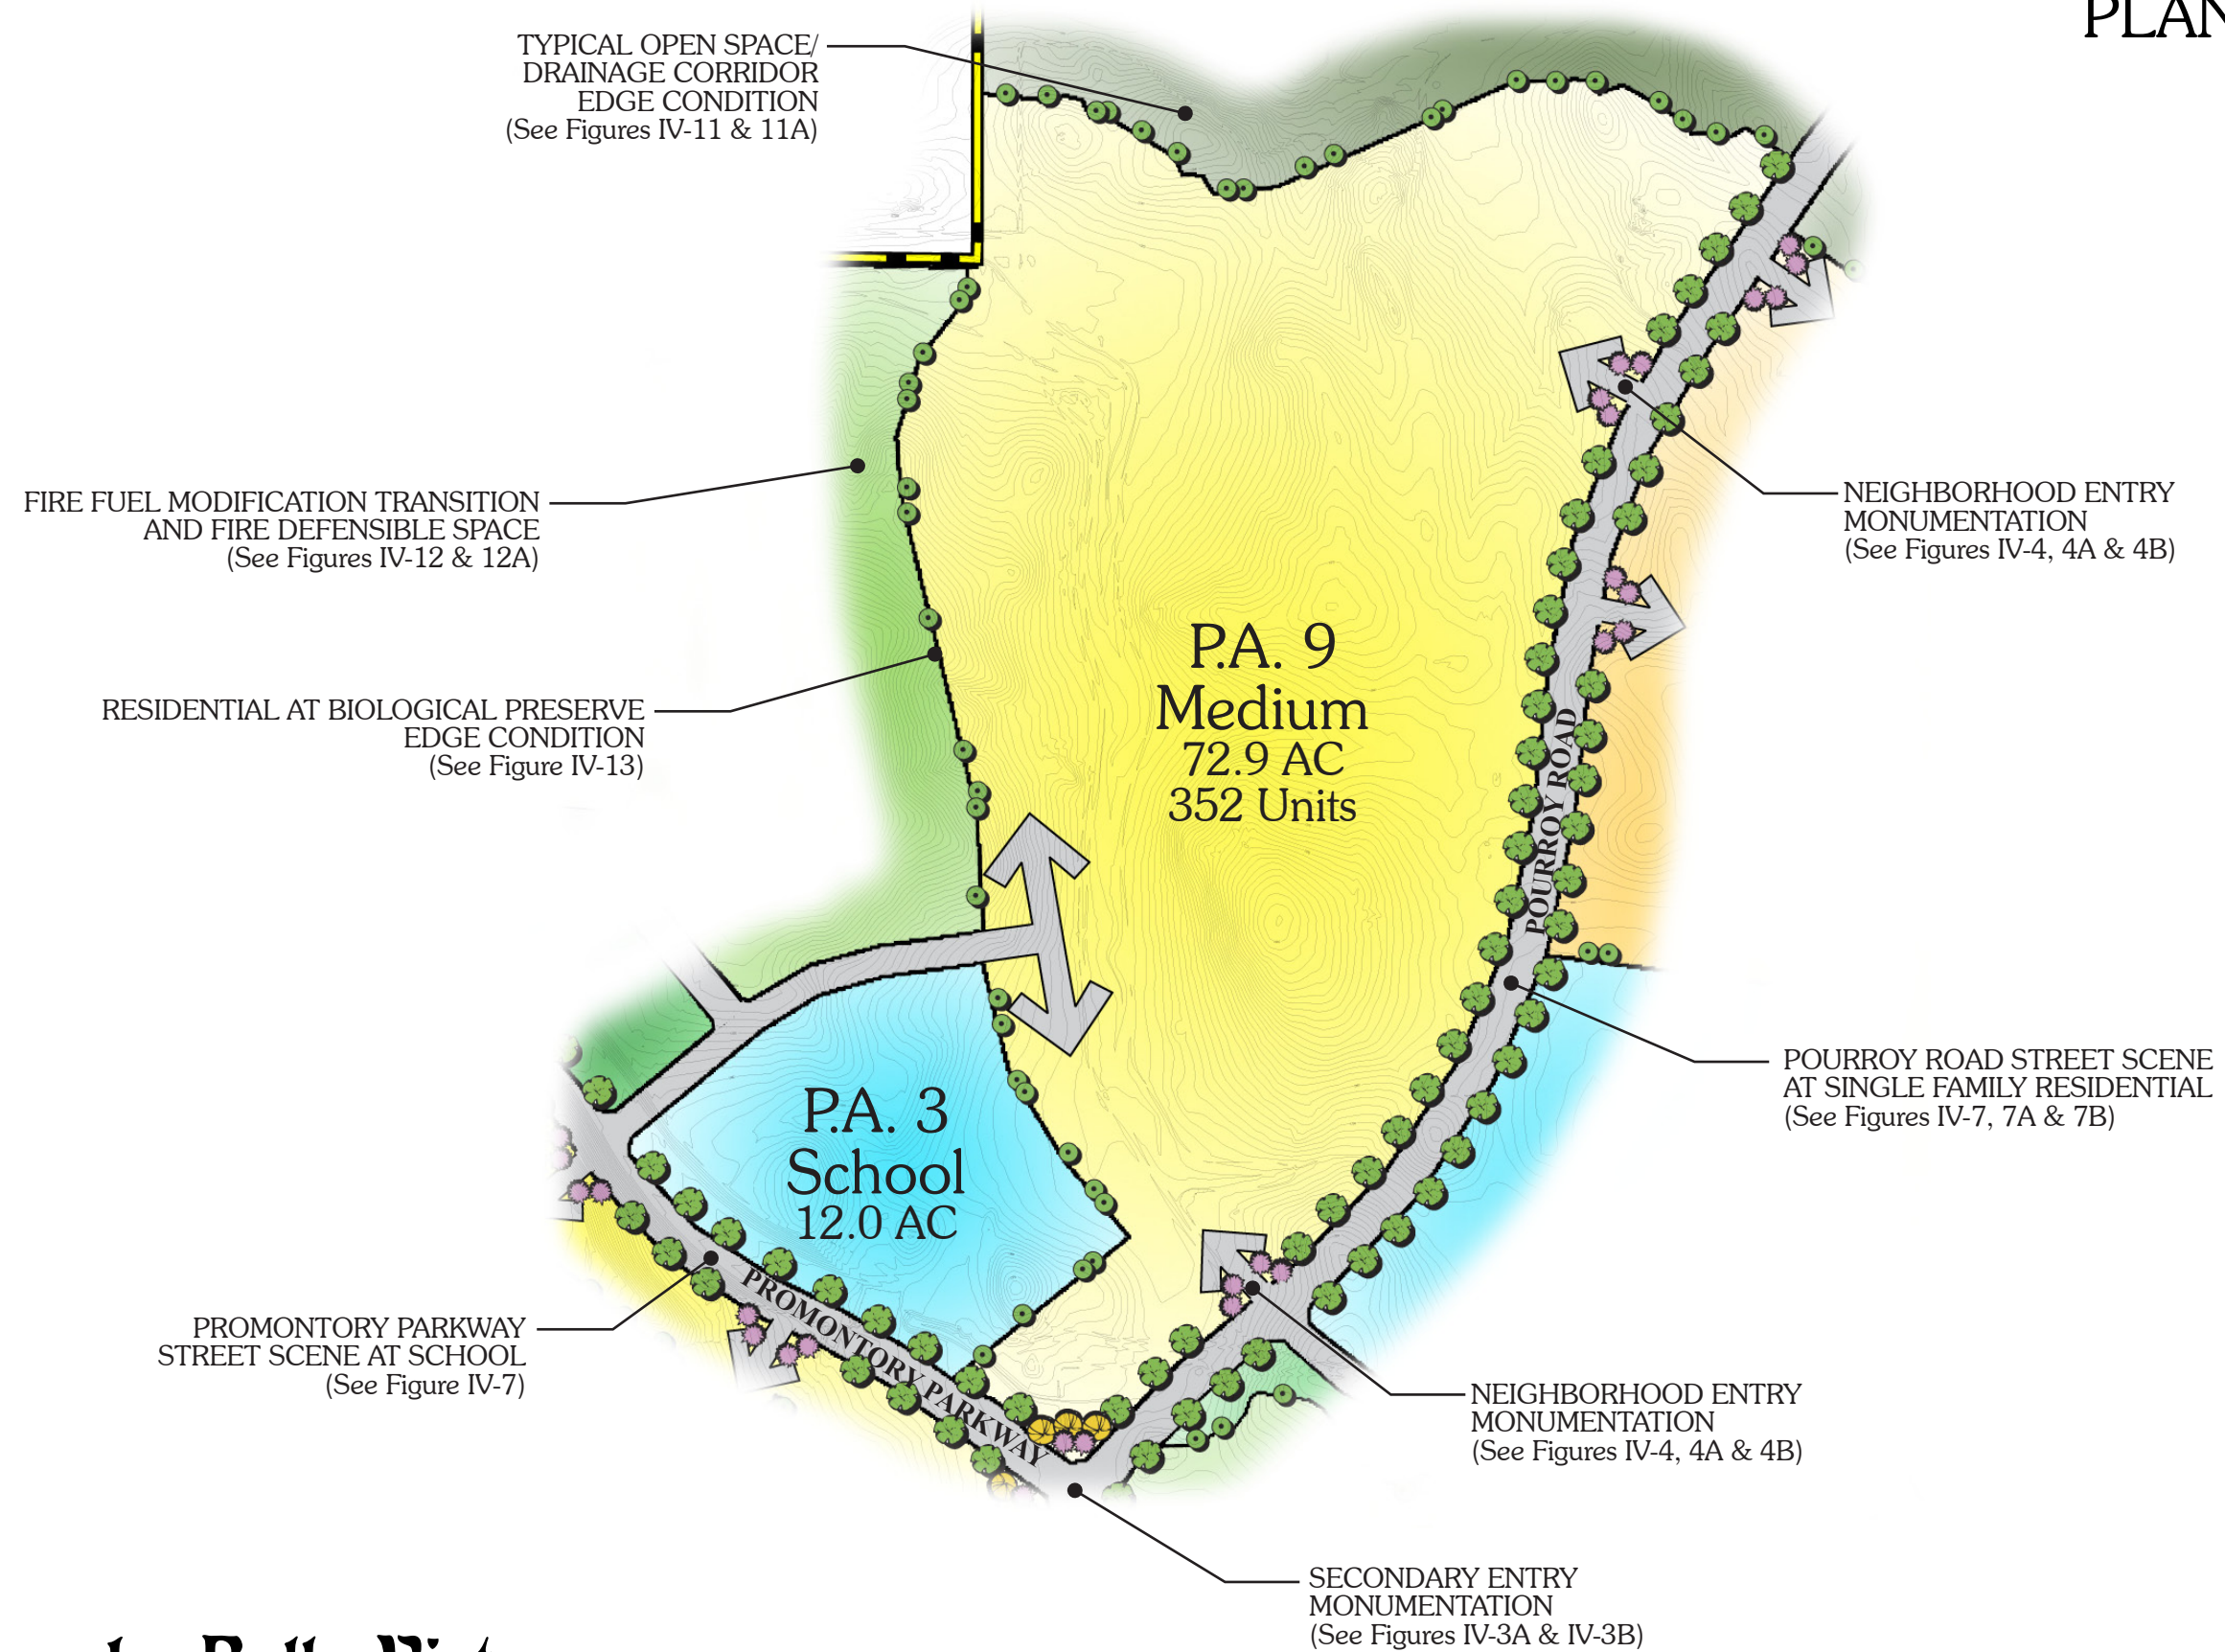 PLAN
TYPICAL OPEN SPACE/
DRAINAGE CORRIDOR
EDGE CONDITION
(See Figures IV-11 & 11A)
FIRE FUEL MODIFICATION TRANSITION
AND FIRE DEFENSIBLE SPACE
(See Figures IV-12 & 12A)
NEIGHBORHOOD ENTRY
MONUMENTATION
(See Figures IV-4, 4A & 4B)
RESIDENTIAL AT BIOLOGICAL PRESERVE
EDGE CONDITION
(See Figure IV-13)
P.A. 9
Medium
72.9 AC
352 Units
POURROY ROAD
POURROY ROAD STREET SCENE
AT SINGLE FAMILY RESIDENTIAL
(See Figures IV-7, 7A & 7B)
P.A. 3
School
12.0 AC
PROMONTORY PARKWAY
STREET SCENE AT SCHOOL
(See Figure IV-7)
PROMONTORY PARKWAY
NEIGHBORHOOD ENTRY
MONUMENTATION
(See Figures IV-4, 4A & 4B)
SECONDARY ENTRY
MONUMENTATION
(See Figures IV-3A & IV-3B)